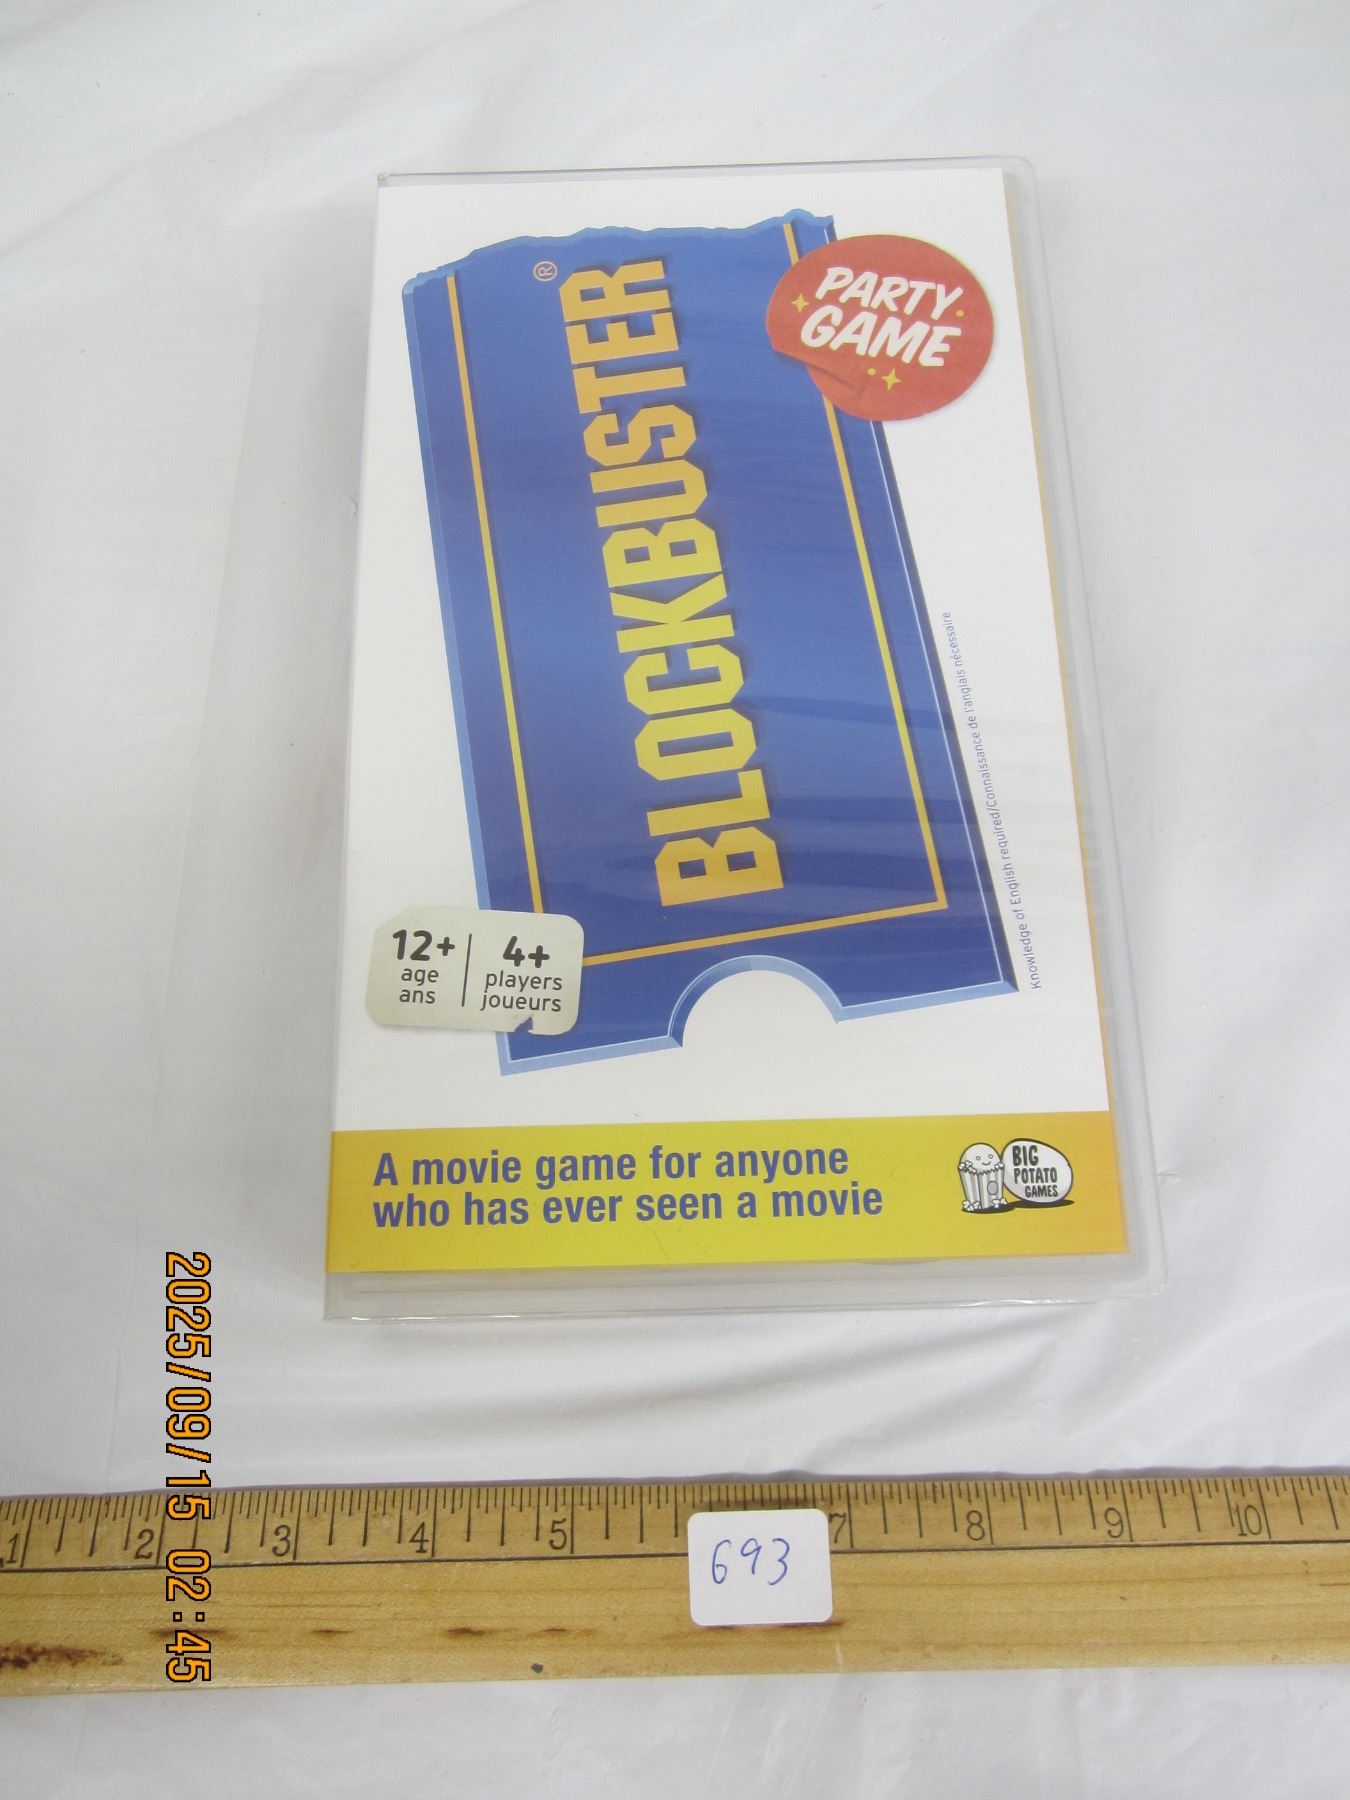 PARTY
GAME
BLOCKBUSTER®
Knowledge of English required/Connaissance de l'anglais nécessaire
12+
age
ans
4+
players
joueurs
A movie game for anyone
who has ever seen a movie
BIG
POTATO
GAMES
2025/09/15 02:45
1 2 3 4 5 7 8 9 10
693